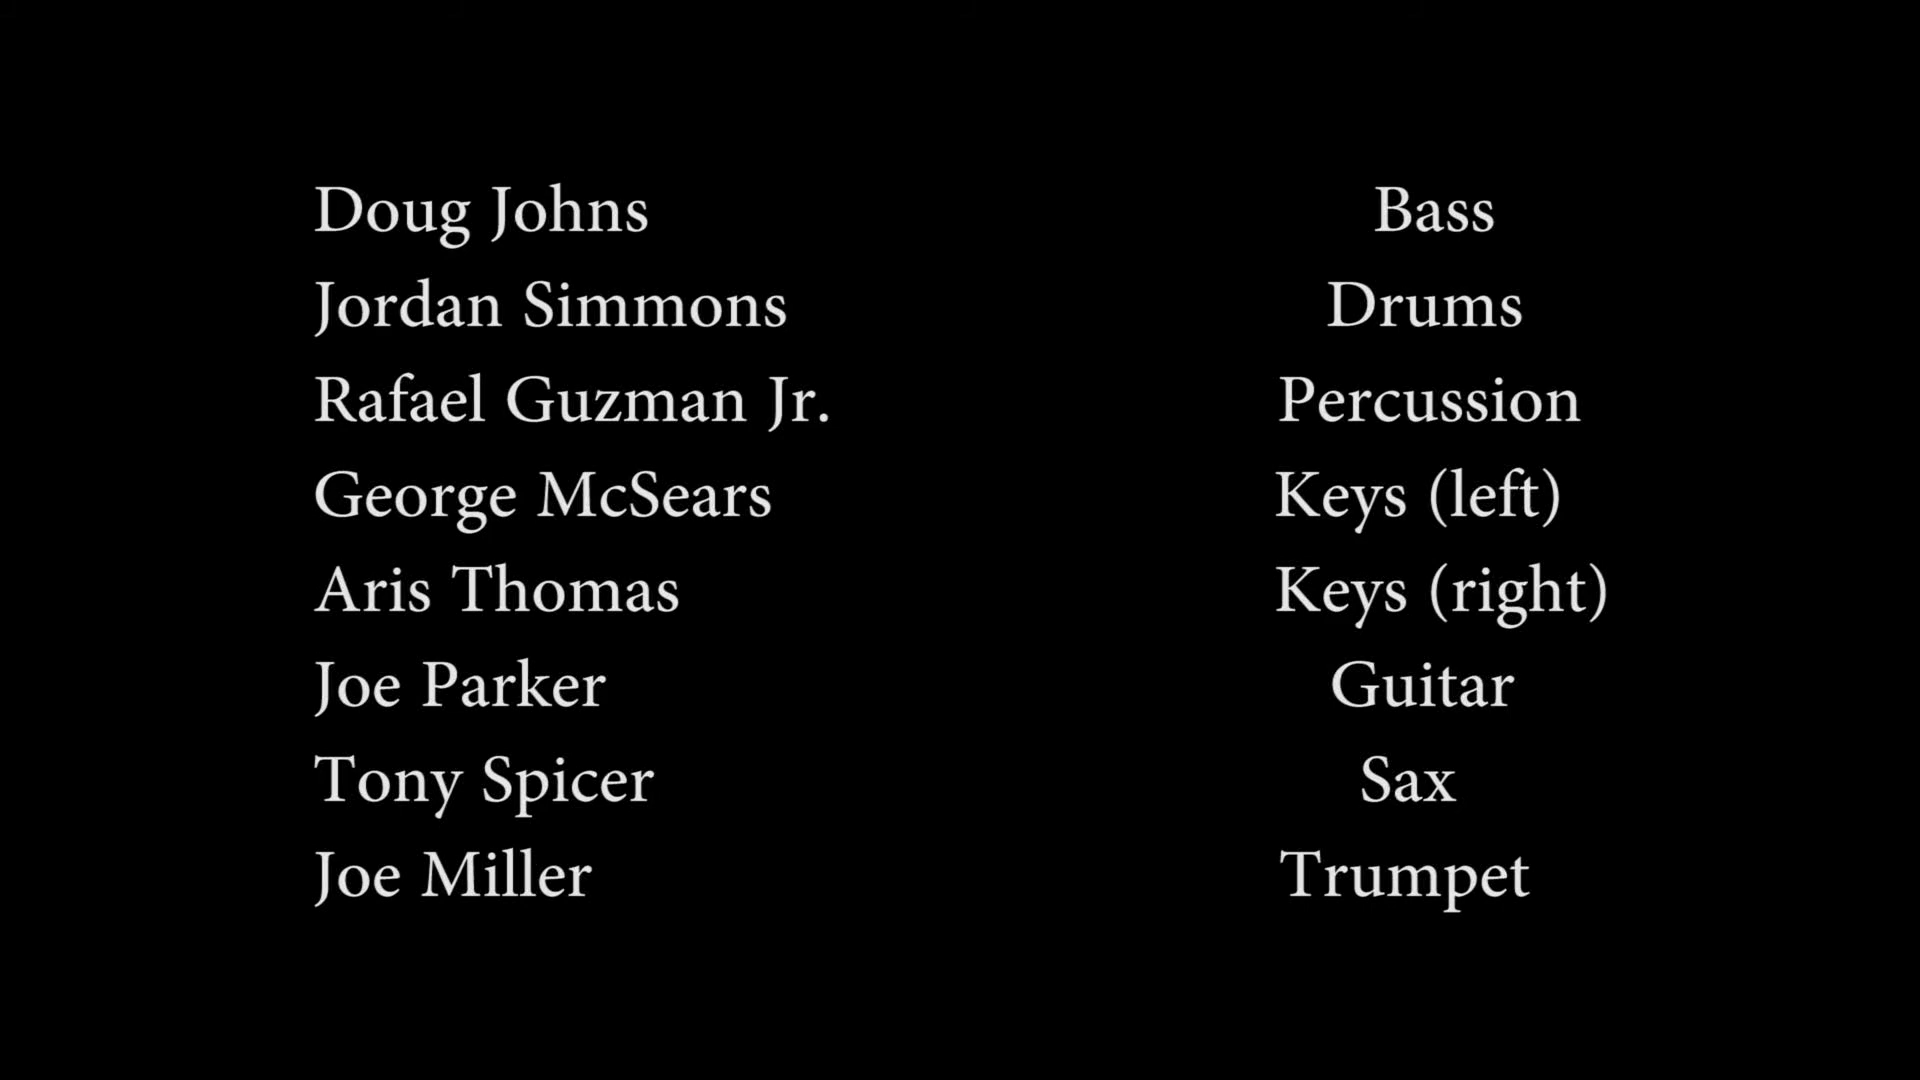 Doug Johns Bass
Jordan Simmons Drums
Rafael Guzman Jr. Percussion
George McSears Keys (left)
Aris Thomas Keys (right)
Joe Parker Guitar
Tony Spicer Sax
Joe Miller Trumpet